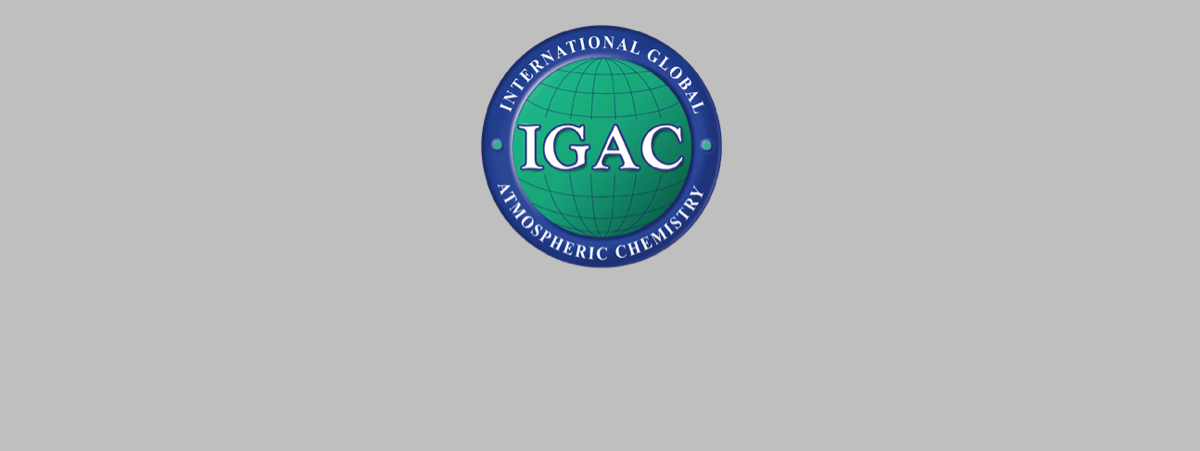 INTERNATIONAL GLOBAL
IGAC
ATMOSPHERIC CHEMISTRY